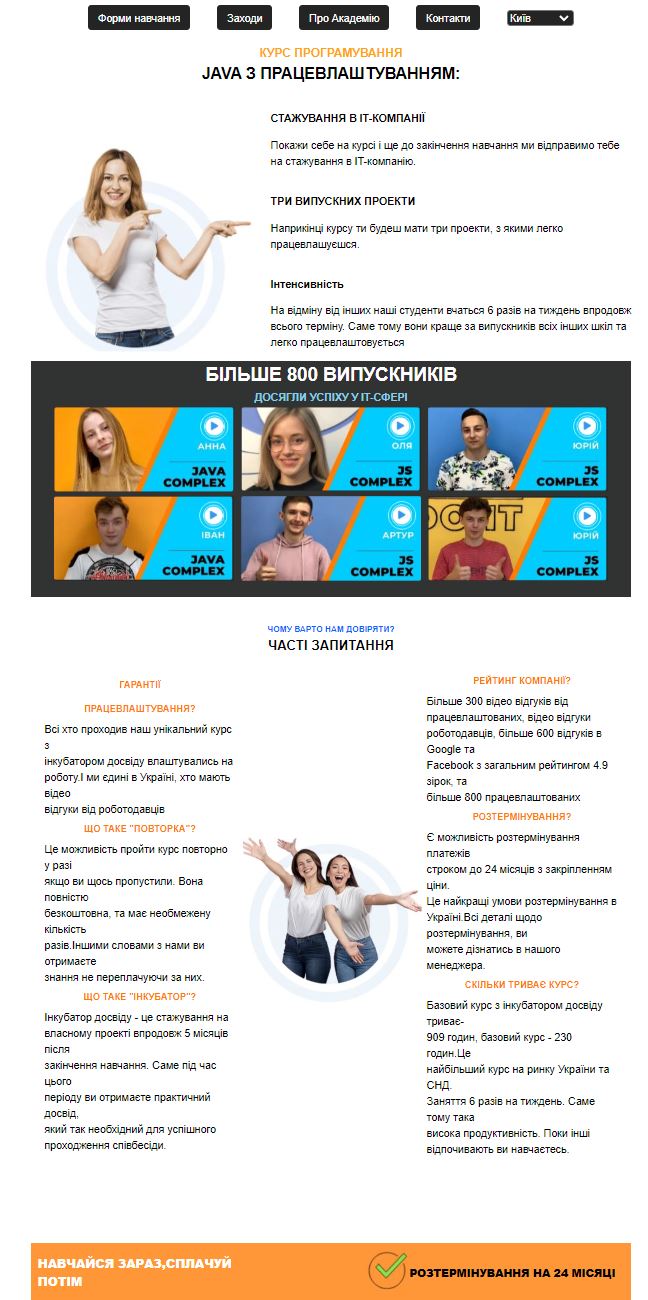 Форми навчання
Заходи
Про Академію
Контакти
Київ
КУРС ПРОГРАМУВАННЯ
JAVA З ПРАЦЕВЛАШТУВАННЯМ:
СТАЖУВАННЯ В ІТ-КОМПАНІЇ
Покажи себе на курсі і ще до закінчення навчання ми відправимо тебе
на стажування в ІТ-компанію.
ТРИ ВИПУСКНИХ ПРОЕКТИ
Наприкінці курсу ти будеш мати три проекти, з якими легко
працевлашуєшся.
Інтенсивність
На відміну від інших наші студенти вчаться 6 разів на тиждень впродовж
всього терміну. Саме тому вони краще за випускників всіх інших шкіл та
легко працевлаштовується
БІЛЬШЕ 800 ВИПУСКНИКІВ
ДОСЯГЛИ УСПІХУ У ІТ-СФЕРІ
АННА
JAVA
COMPLEX
ОЛЯ
JS
COMPLEX
ЮРІЙ
JS
COMPLEX
ІВАН
JAVA
COMPLEX
АРТУР
JS
COMPLEX
ЮРІЙ
JS
COMPLEX
ЧОМУ ВАРТО НАМ ДОВІРЯТИ?
ЧАСТІ ЗАПИТАННЯ
ГАРАНТІЇ
ПРАЦЕВЛАШТУВАННЯ?
Всі хто проходив наш унікальний курс
з
інкубатором досвіду влаштувались на
роботу.І ми єдині в Україні, хто мають
відео
відгуки від роботодавців
ЩО ТАКЕ "ПОВТОРКА"?
Це можливість пройти курс повторно
у разі
якщо ви щось пропустили. Вона
повністю
безкоштовна, та має необмежену
кількість
разів.Іншими словами з нами ви
отримаєте
знання не переплачуючи за них.
ЩО ТАКЕ "ІНКУБАТОР"?
Інкубатор досвіду - це стажування на
власному проекті впродовж 5 місяців
після
закінчення навчання. Саме під час
цього
періоду ви отримаєте практичний
досвід,
який так необхідний для успішного
проходження співбесіди.
РЕЙТИНГ КОМПАНІЇ?
Більше 300 відео відгуків від
працевлаштованих, відео відгуки
роботодавців, більше 600 відгуків в
Google та
Facebook з загальним рейтингом 4.9
зірок, та
більше 800 працевлаштованих
РОЗТЕРМІНУВАННЯ?
Є можливість розтермінування
платежів
строком до 24 місяців з закріпленням
ціни.
Це найкращі умови розтермінування в
Україні.Всі деталі щодо
розтермінування, ви
можете дізнатись в нашого
менеджера.
СКІЛЬКИ ТРИВАЄ КУРС?
Базовий курс з інкубатором досвіду
триває-
909 годин, базовий курс - 230
годин.Це
найбільший курс на ринку України та
СНД.
Заняття 6 разів на тиждень. Саме
тому така
висока продуктивність. Поки інші
відпочивають ви навчаєтесь.
НАВЧАЙСЯ ЗАРАЗ,СПЛАЧУЙ
ПОТІМ
РОЗТЕРМІНУВАННЯ НА 24 МІСЯЦІ